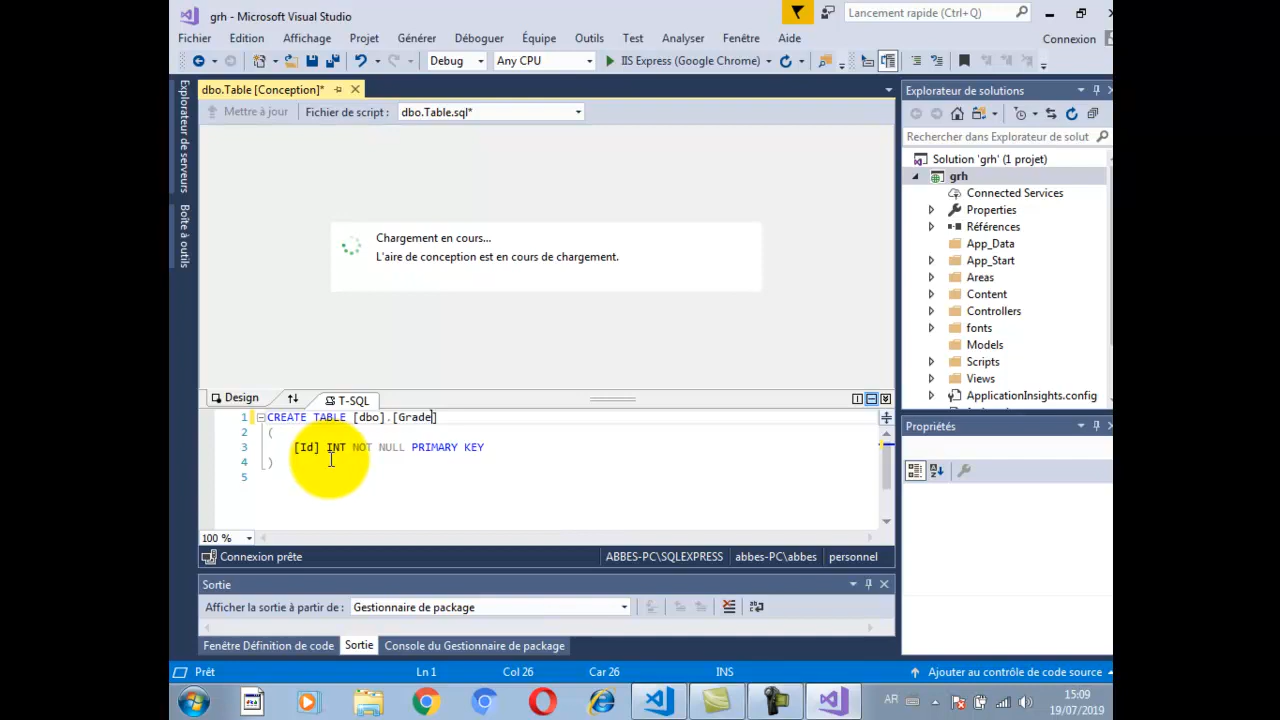 grh - Microsoft Visual Studio
Lancement rapide (Ctrl+Q)
Fichier Edition Affichage Projet Générer Déboguer Équipe Outils Test Analyser Fenêtre Aide Connexion
Debug Any CPU IIS Express (Google Chrome)
dbo.Table [Conception]*
Explorateur de solutions
Mettre à jour Fichier de script : dbo.Table.sql*
Rechercher dans Explorateur de solut
Explorateur de serveurs
Boîte à outils
Solution 'grh' (1 projet)
grh
Connected Services
Properties
Références
App_Data
App_Start
Areas
Content
Controllers
fonts
Models
Scripts
Views
ApplicationInsights.config
Chargement en cours...
L'aire de conception est en cours de chargement.
Design T-SQL
1 CREATE TABLE [dbo].[Grade]
2 (
3 [Id] INT NOT NULL PRIMARY KEY
4 )
5
Propriétés
100 %
Connexion prête ABBES-PC\SQLEXPRESS abbes-PC\abbes personnel
Sortie
Afficher la sortie à partir de : Gestionnaire de package
Fenêtre Définition de code Sortie Console du Gestionnaire de package
Prêt Ln 1 Col 26 Car 26 INS Ajouter au contrôle de code source
AR 15:09
19/07/2019